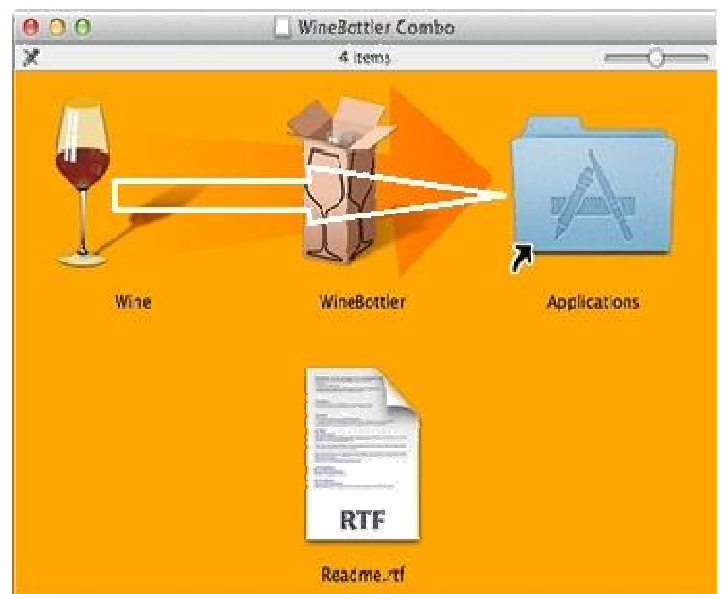 WineBottler Combo
4 items
Wine
WineBottler
Applications
RTF
Readme.rtf